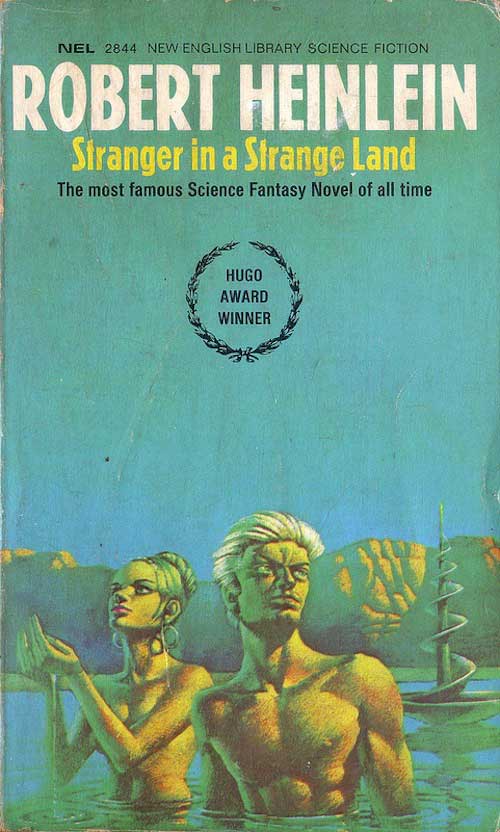 NEL 2844 NEW ENGLISH LIBRARY SCIENCE FICTION
ROBERT HEINLEIN
Stranger in a Strange Land
The most famous Science Fantasy Novel of all time
HUGO
AWARD
WINNER